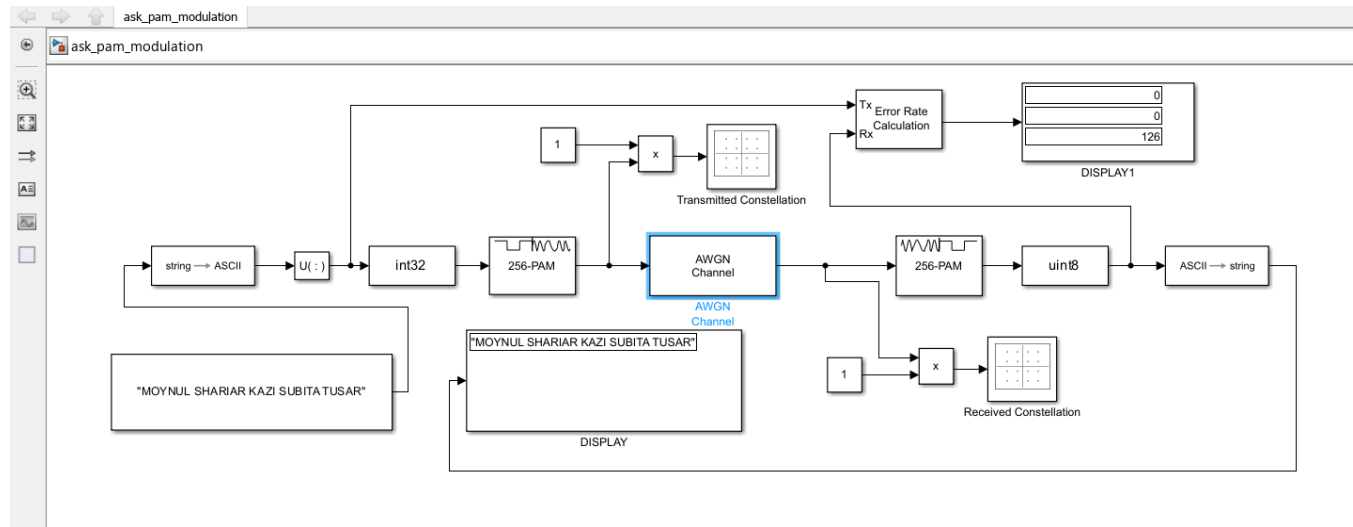 ask_pam_modulation
ask_pam_modulation
Tx
Error Rate
Calculation
Rx
0
0
126
DISPLAY1
1
x
Transmitted Constellation
string → ASCII
U( : )
int32
256-PAM
AWGN
Channel
AWGN
Channel
256-PAM
uint8
ASCII → string
"MOYNUL SHARIAR KAZI SUBITA TUSAR"
"MOYNUL SHARIAR KAZI SUBITA TUSAR"
DISPLAY
1
x
Received Constellation